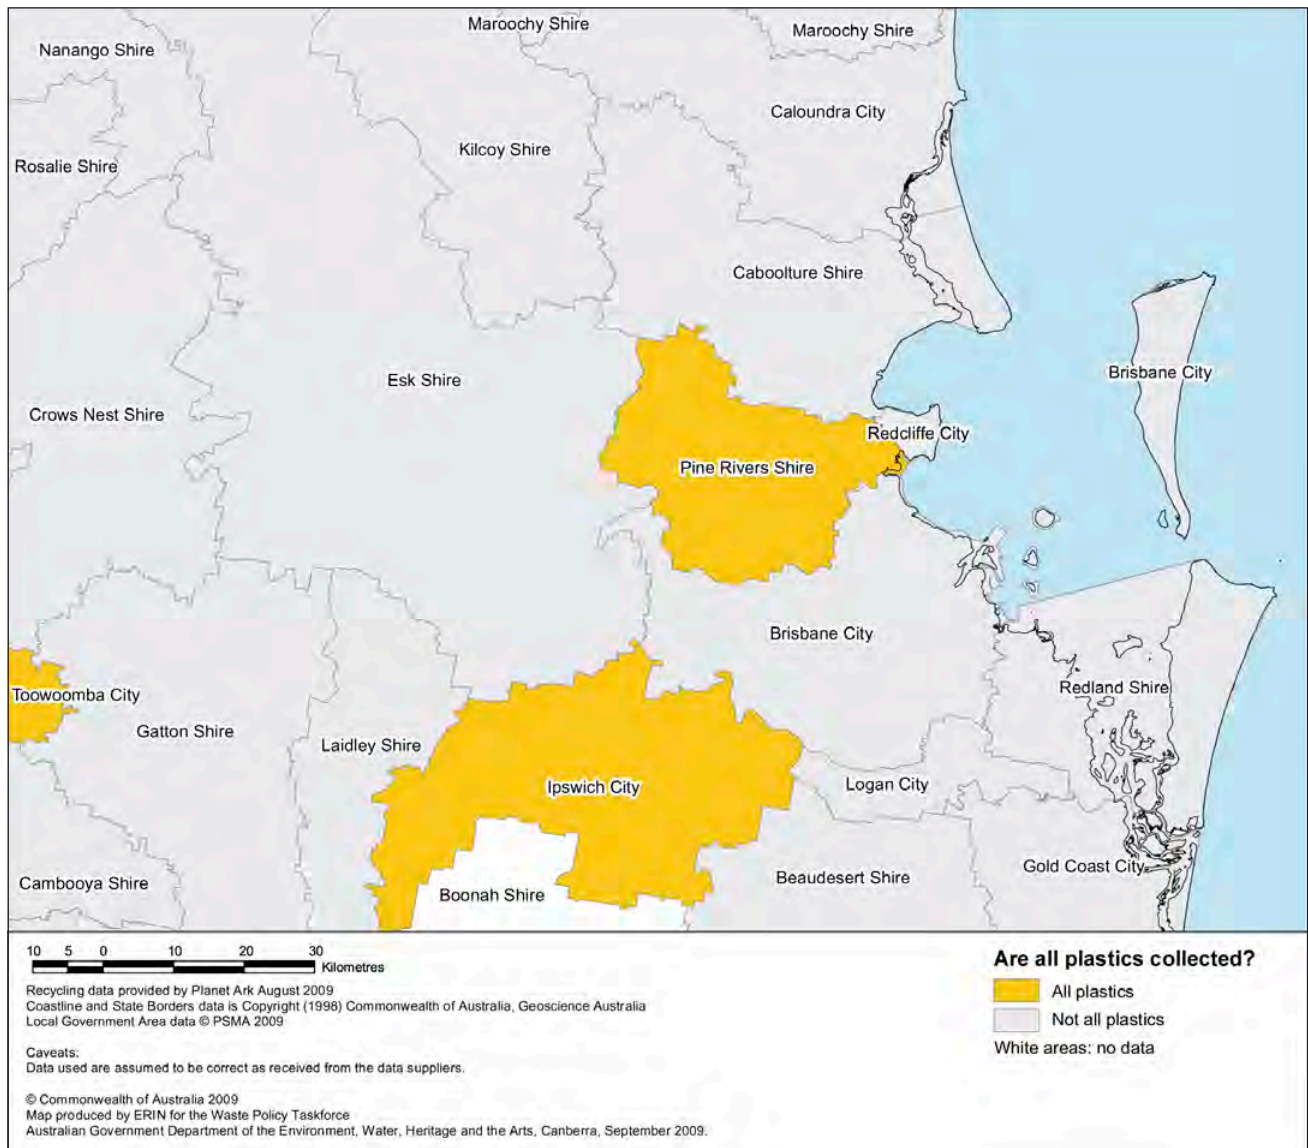 Maroochy Shire
Maroochy Shire
Nanango Shire
Caloundra City
Kilcoy Shire
Rosalie Shire
Caboolture Shire
Brisbane City
Esk Shire
Crows Nest Shire
Redcliffe City
Pine Rivers Shire
Brisbane City
Redland Shire
Toowoomba City
Gatton Shire
Laidley Shire
Ipswich City
Logan City
Gold Coast City
Beaudesert Shire
Cambooya Shire
Boonah Shire
10 5 0 10 20 30
Kilometres
Recycling data provided by Planet Ark August 2009
Coastline and State Borders data is Copyright (1998) Commonwealth of Australia, Geoscience Australia
Local Government Area data © PSMA 2009
Caveats:
Data used are assumed to be correct as received from the data suppliers.
© Commonwealth of Australia 2009
Map produced by ERIN for the Waste Policy Taskforce
Australian Government Department of the Environment, Water, Heritage and the Arts, Canberra, September 2009.
Are all plastics collected?
All plastics
Not all plastics
White areas: no data